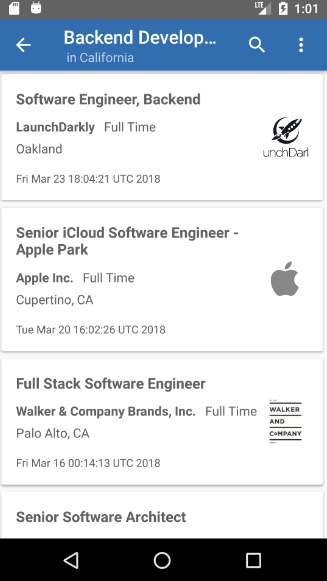 LTE 1:01
Backend Develop...
in California
Software Engineer, Backend
LaunchDarkly Full Time
Oakland
unchDarl
Fri Mar 23 18:04:21 UTC 2018
Senior iCloud Software Engineer -
Apple Park
Apple Inc. Full Time
Cupertino, CA
Tue Mar 20 16:02:26 UTC 2018
Full Stack Software Engineer
Walker & Company Brands, Inc. Full Time
Palo Alto, CA
WALKER
AND
COMPANY
Fri Mar 16 00:14:13 UTC 2018
Senior Software Architect